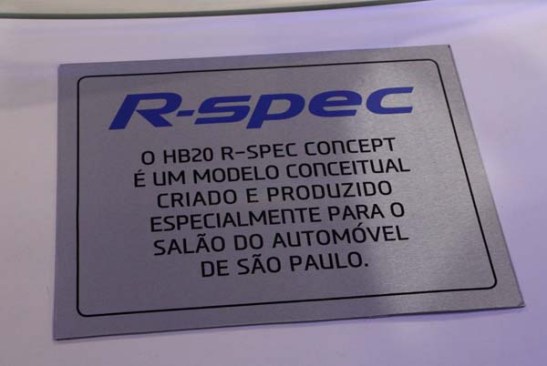 R-spec
O HB20 R-SPEC CONCEPT
É UM MODELO CONCEITUAL
CRIADO E PRODUZIDO
ESPECIALMENTE PARA O
SALÃO DO AUTOMÓVEL
DE SÃO PAULO.